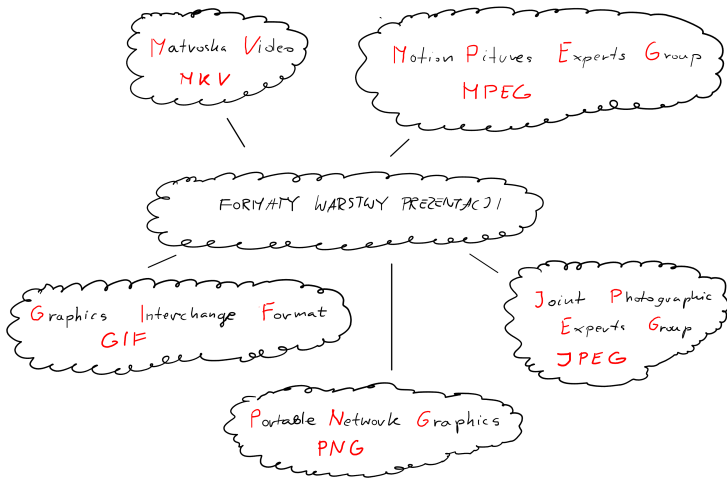 Matroska Video
MKV
Motion Pitures Experts Group
MPEG
FORMATY WARSTWY PREZENTACJI
Graphics Interchange Format
GIF
Joint Photographic
Experts Group
JPEG
Portable Network Graphics
PNG